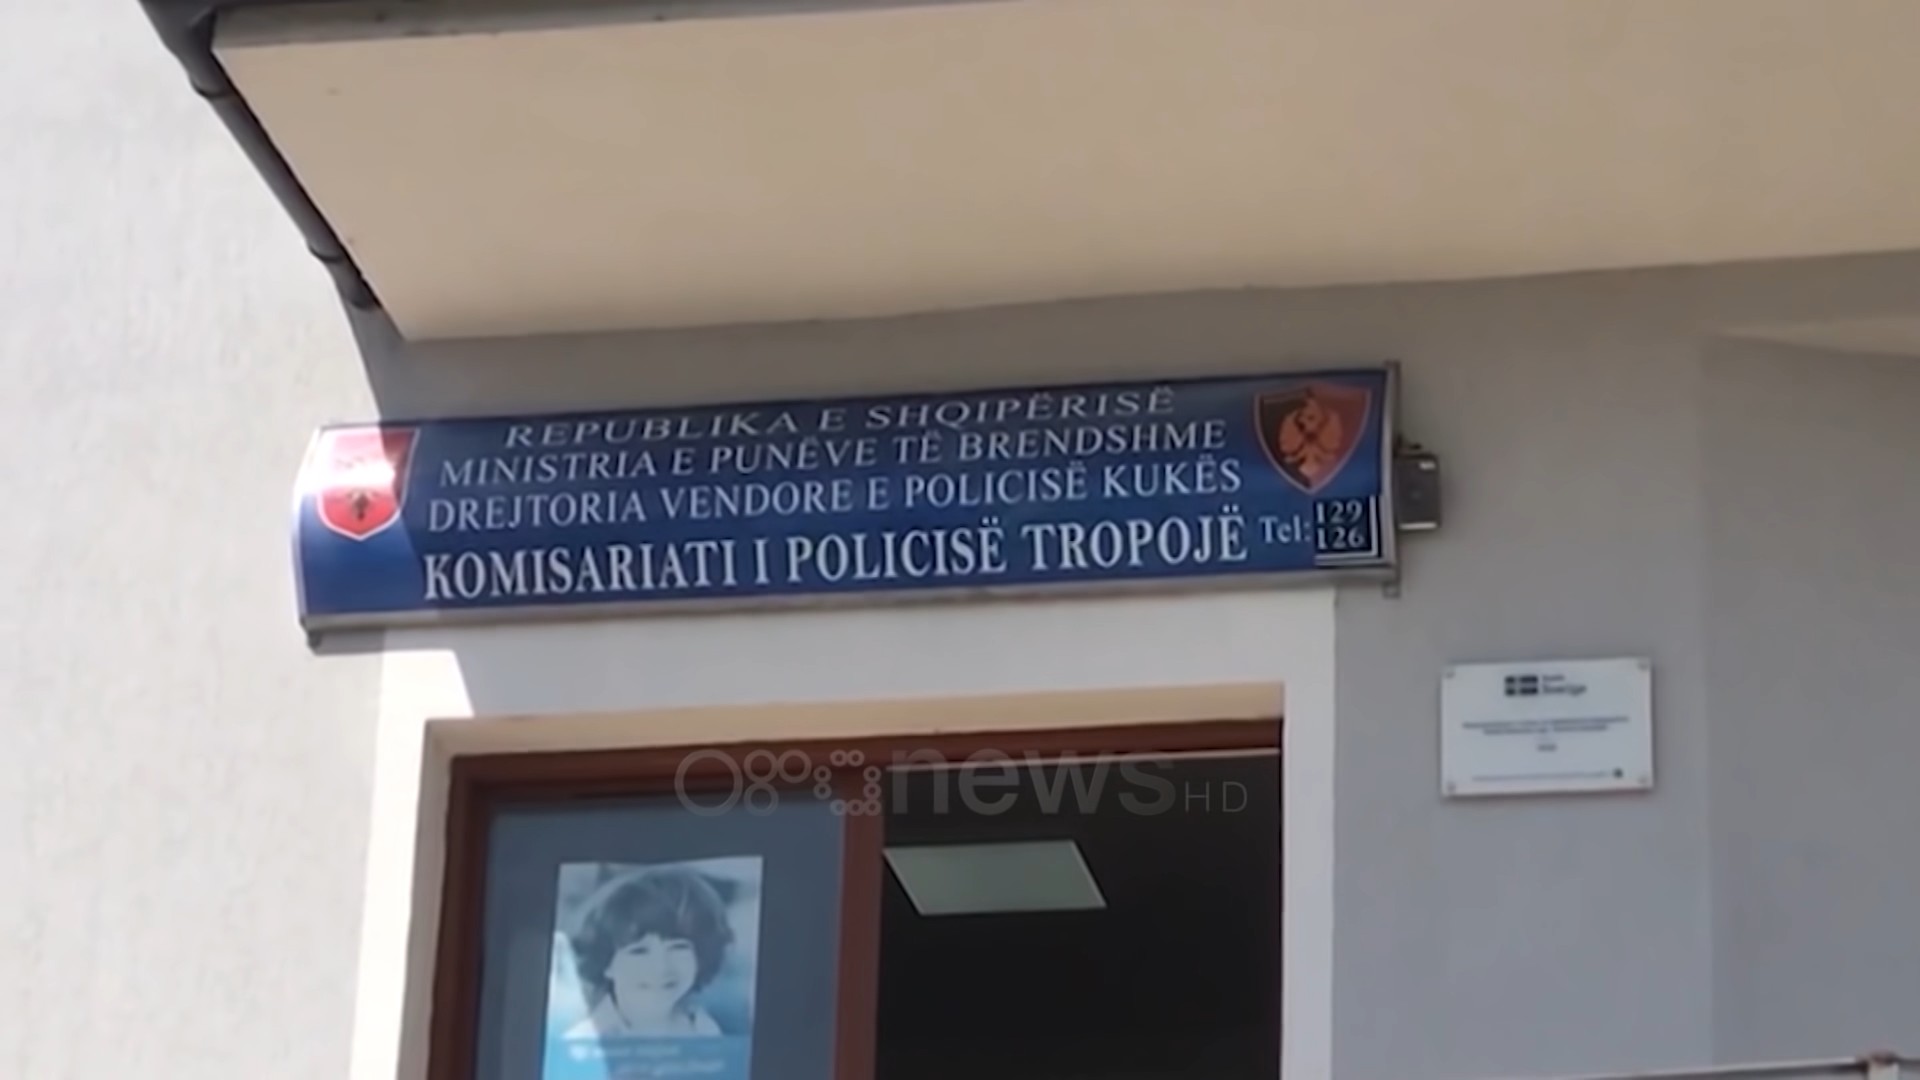 REPUBLIKA E SHQIPËRISË
MINISTRIA E PUNËVE TË BRENDSHME
DREJTORIA VENDORE E POLICISË KUKËS
KOMISARIATI I POLICISË TROPOJË
Tel: 129
126
news HD